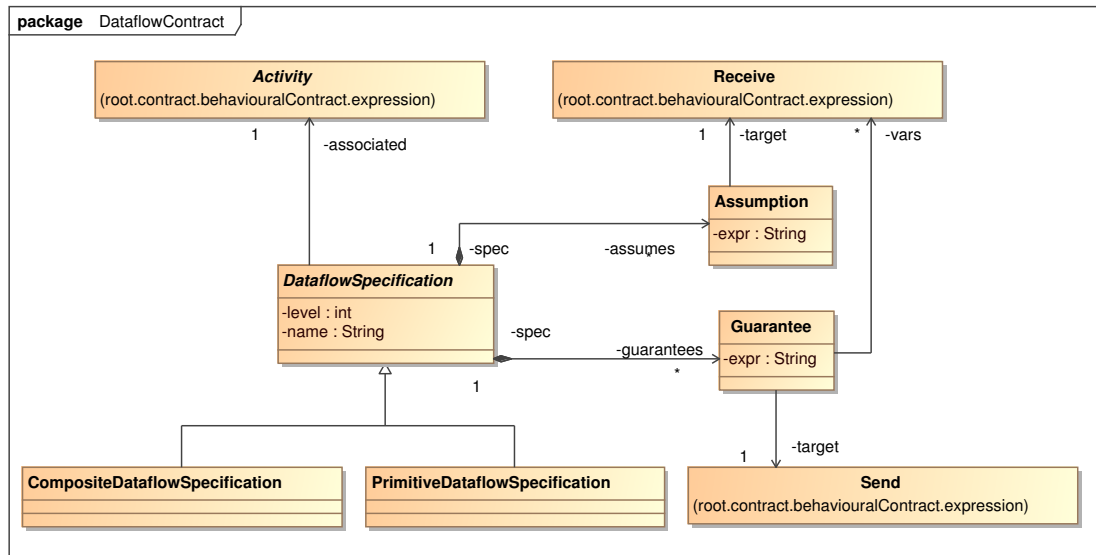 package DataflowContract
Activity
(root.contract.behaviouralContract.expression)
Receive
(root.contract.behaviouralContract.expression)
1
-associated
1
-target
*
-vars
Assumption
-expr : String
1
-spec
-assumes
*
DataflowSpecification
-level : int
-name : String
-spec
1
-guarantees
*
Guarantee
-expr : String
-target
1
CompositeDataflowSpecification
PrimitiveDataflowSpecification
Send
(root.contract.behaviouralContract.expression)